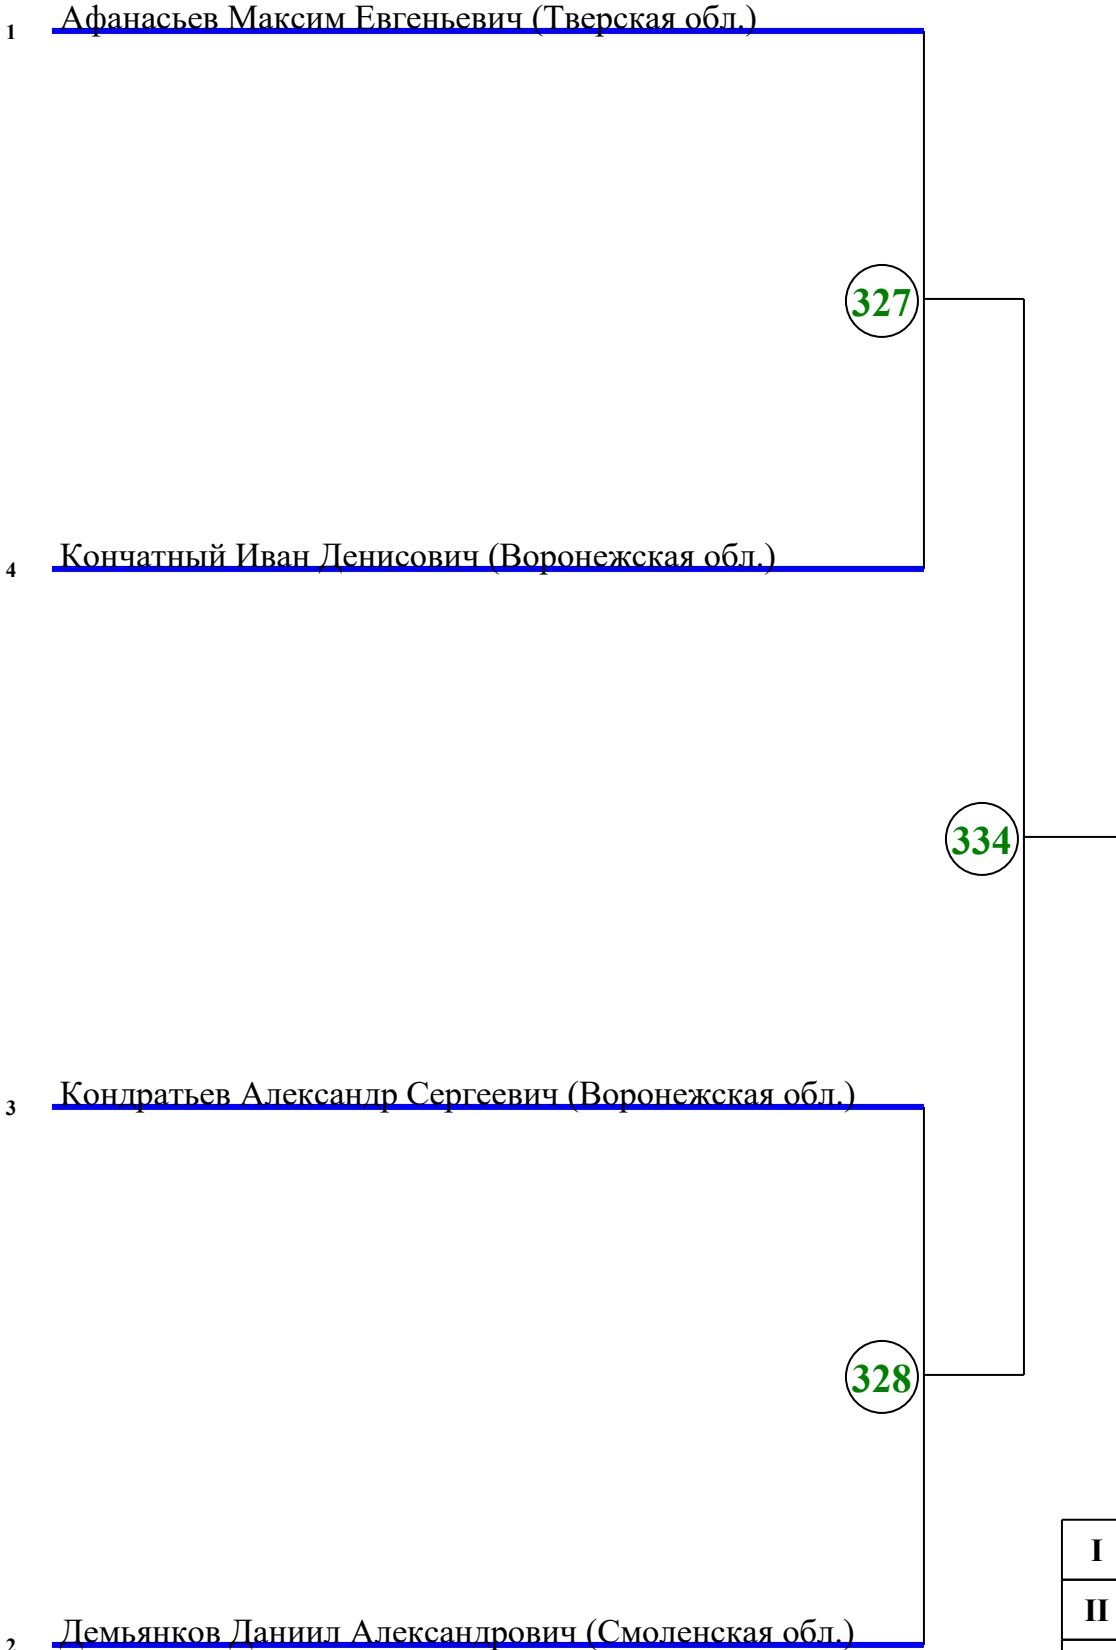 1 Афанасьев Максим Евгеньевич (Тверская обл.)
327
4 Кончатный Иван Денисович (Воронежская обл.)
334
3 Кондратьев Александр Сергеевич (Воронежская обл.)
328
I
II
2 Демьянков Даниил Александрович (Смоленская обл.)